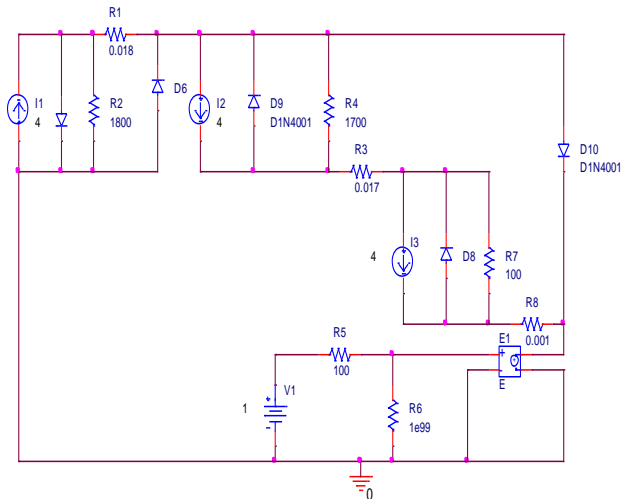 R1
0.018
I1
4
R2
1800
D6
I2
4
D9
D1N4001
R4
1700
D10
D1N4001
R3
0.017
I3
4
D8
R7
100
R8
0.001
R5
100
E1
E
V1
1
R6
1e99
0